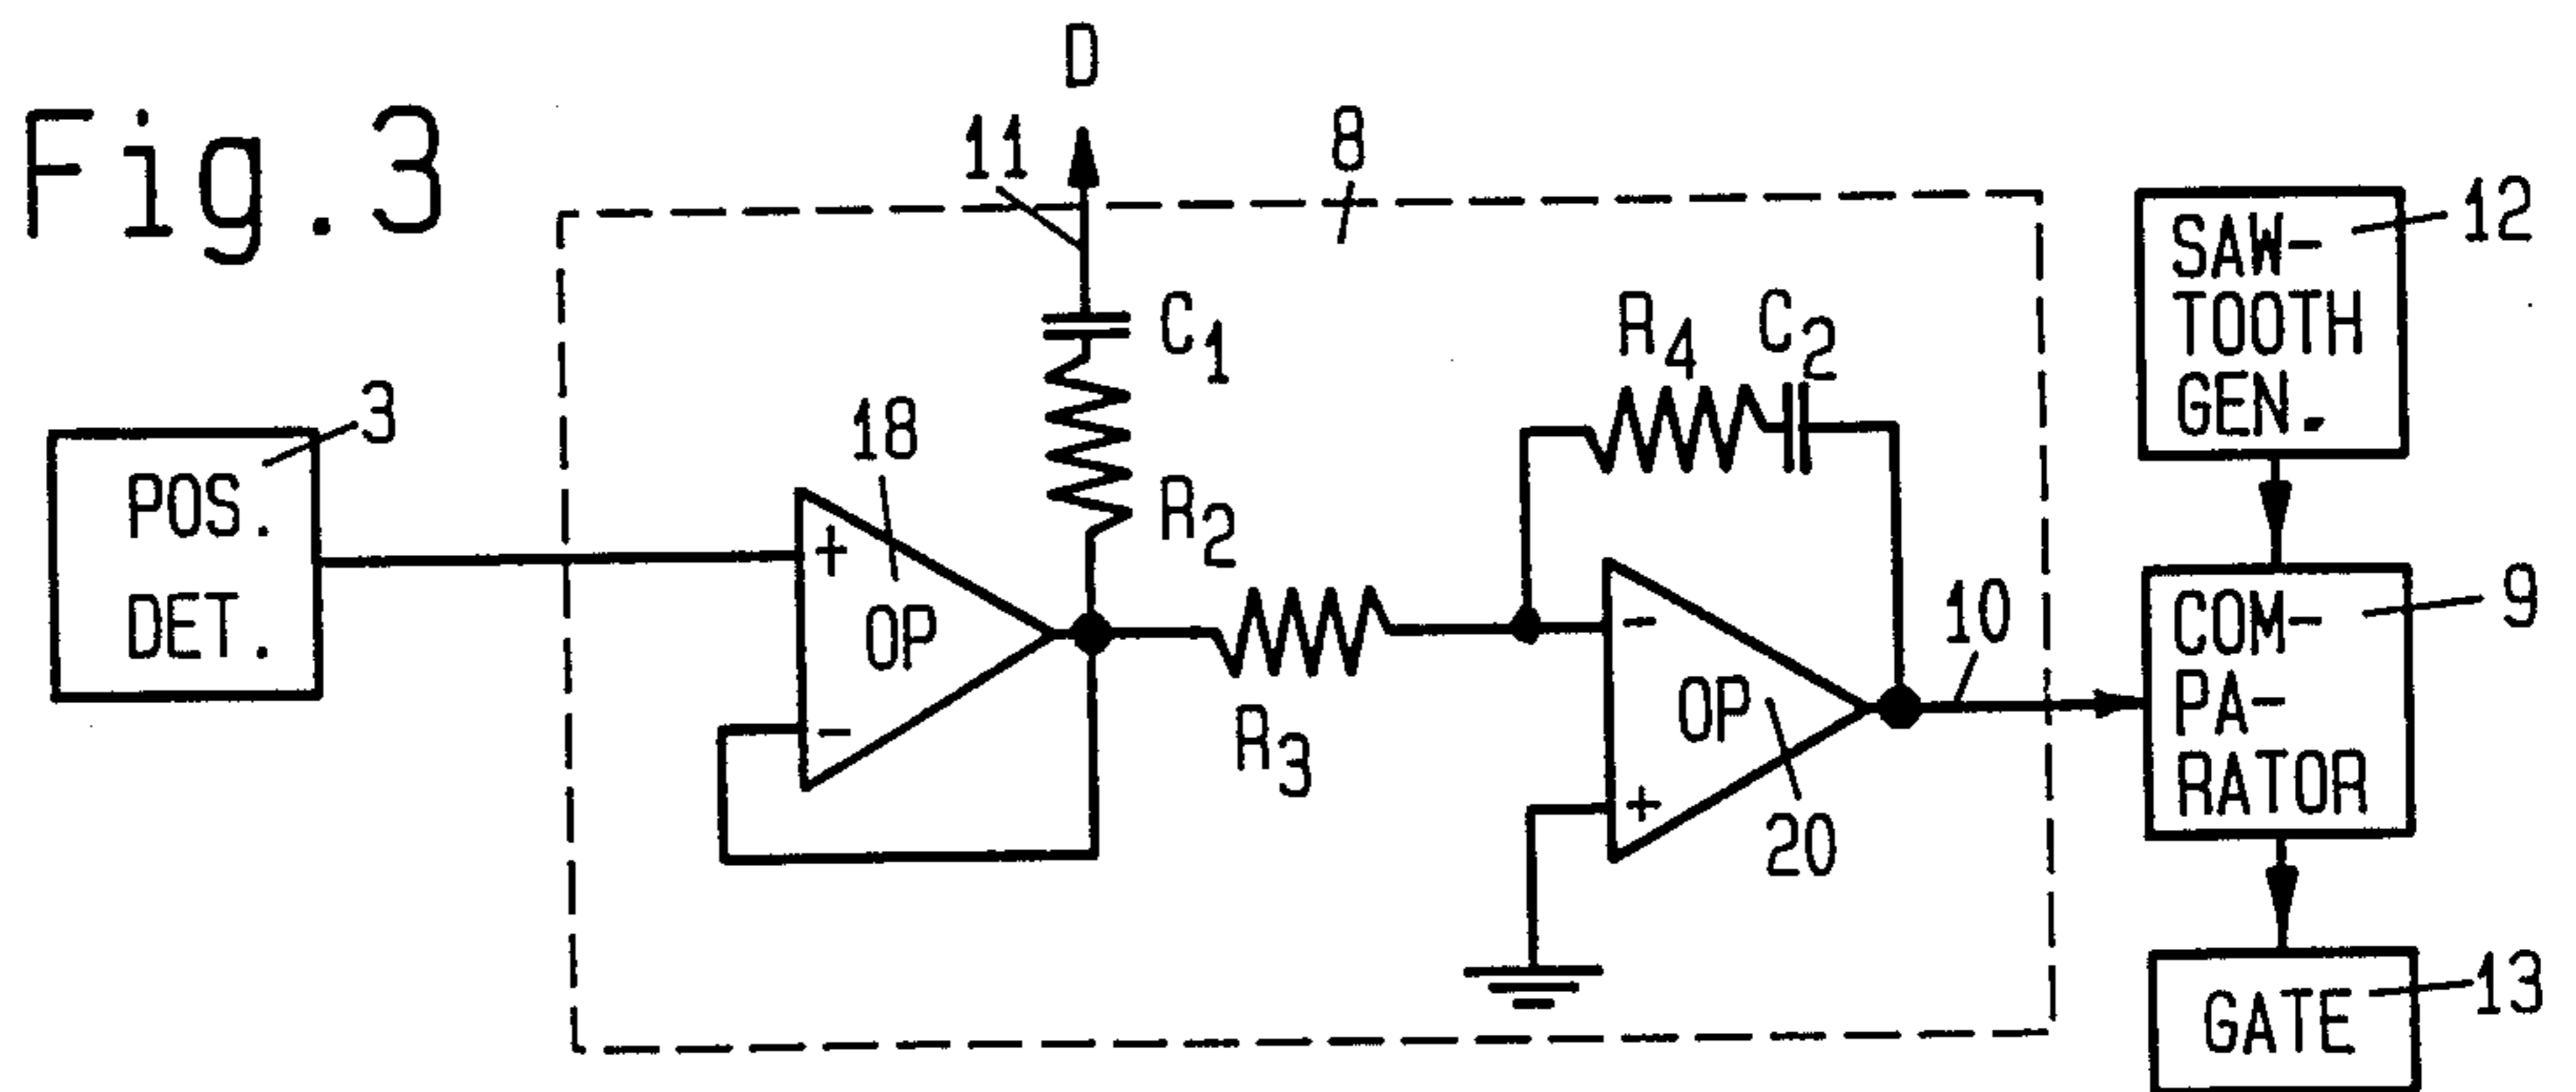 Fig.3
D
11
8
12
SAW-
TOOTH
GEN.
C1
R4 C2
3
POS.
DET.
18
+
-
OP
R2
R3
-
+
OP
20
10
9
COM-
PA-
RATOR
13
GATE